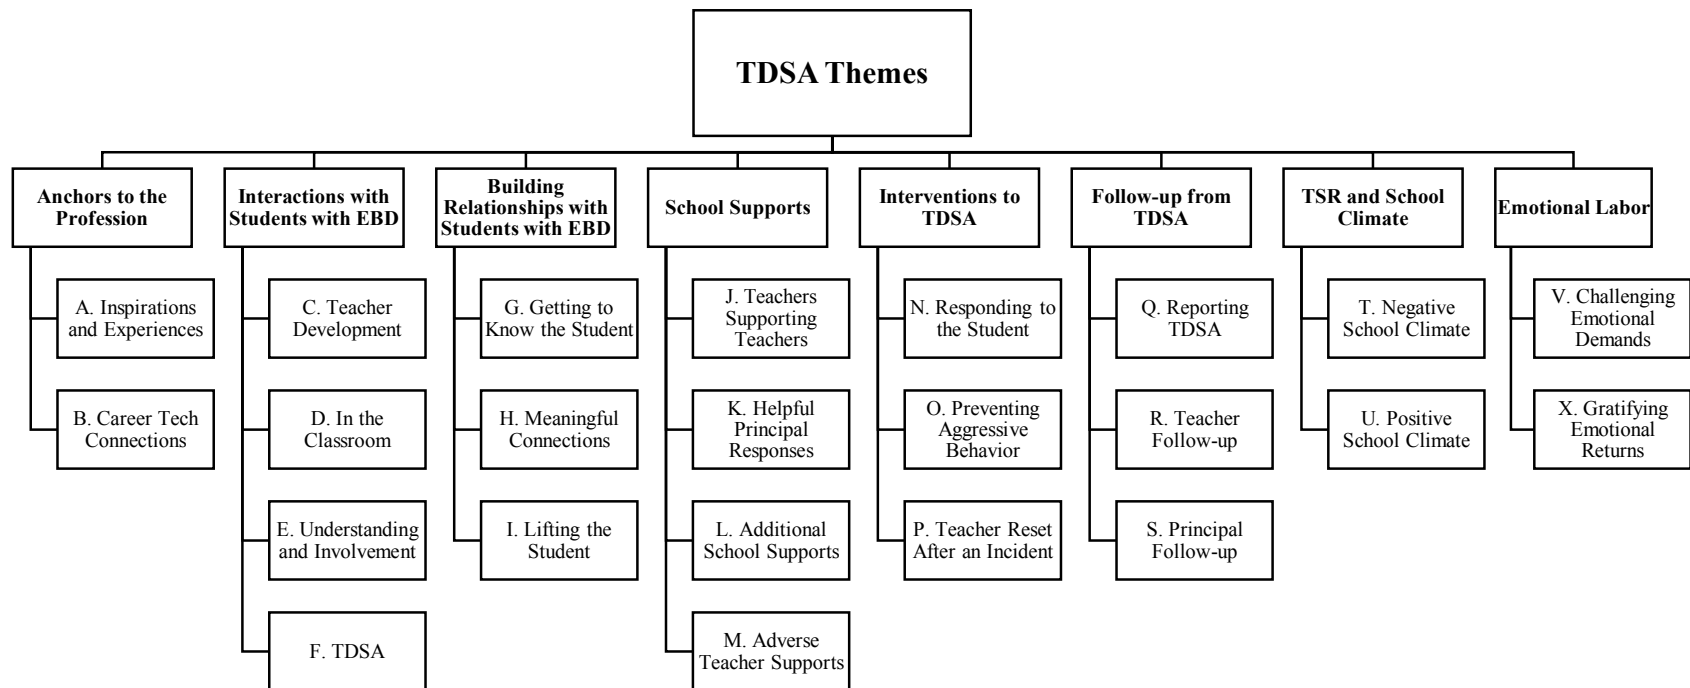 TDSA Themes
Anchors to the
Profession
Interactions with
Students with EBD
Building
Relationships with
Students with EBD
School Supports
Interventions to
TDSA
Follow-up from
TDSA
TSR and School
Climate
Emotional Labor
A. Inspirations
and Experiences
B. Career Tech
Connections
C. Teacher
Development
D. In the
Classroom
E. Understanding
and Involvement
F. TDSA
G. Getting to
Know the Student
H. Meaningful
Connections
I. Lifting the
Student
J. Teachers
Supporting
Teachers
K. Helpful
Principal
Responses
L. Additional
School Supports
M. Adverse
Teacher Supports
N. Responding to
the Student
O. Preventing
Aggressive
Behavior
P. Teacher Reset
After an Incident
Q. Reporting
TDSA
R. Teacher
Follow-up
S. Principal
Follow-up
T. Negative
School Climate
U. Positive
School Climate
V. Challenging
Emotional
Demands
X. Gratifying
Emotional
Returns